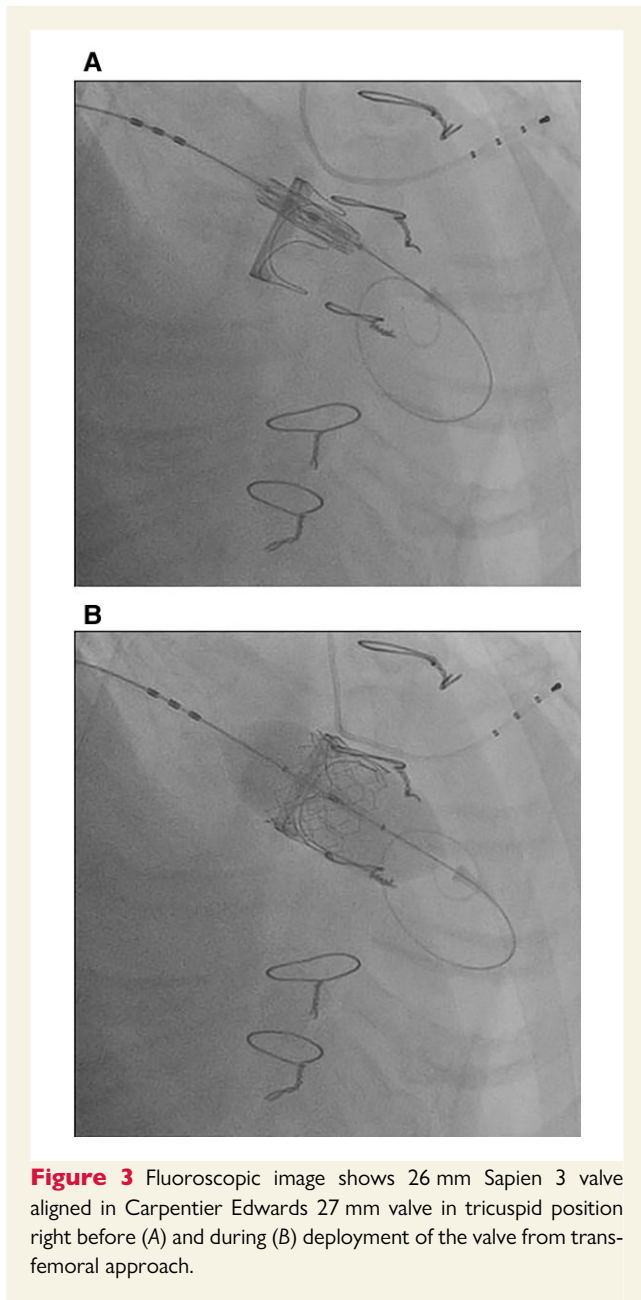 A
B
Figure 3 Fluoroscopic image shows 26 mm Sapien 3 valve
aligned in Carpentier Edwards 27 mm valve in tricuspid position
right before (A) and during (B) deployment of the valve from trans-
femoral approach.